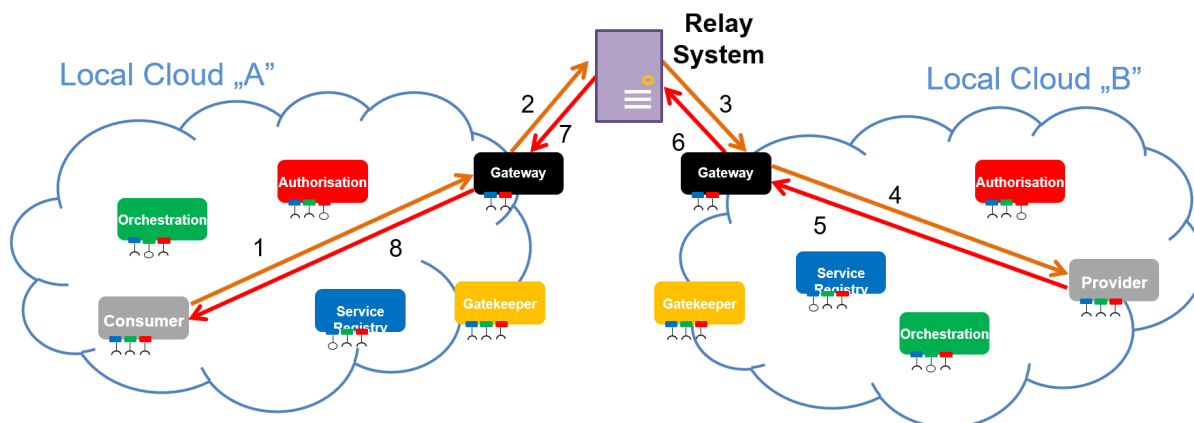 Relay
System
Local Cloud „A”
Local Cloud „B”
2
7
3
6
Gateway
Gateway
Authorisation
Authorisation
Orchestration
4
1
8
5
Service
Registry
Provider
Consumer
Service
Registry
Gatekeeper
Gatekeeper
Orchestration